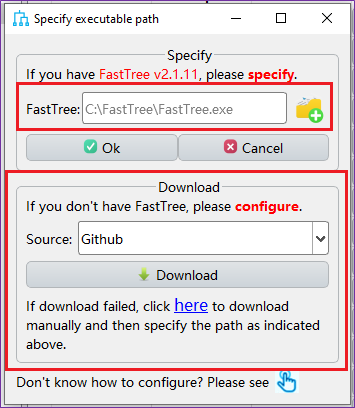 Specify executable path
Specify
If you have FastTree v2.1.11, please specify.
FastTree: C:\FastTree\FastTree.exe
Ok Cancel
Download
If you don't have FastTree, please configure.
Source: Github
Download
If download failed, click here to download
manually and then specify the path as indicated
above.
Don't know how to configure? Please see